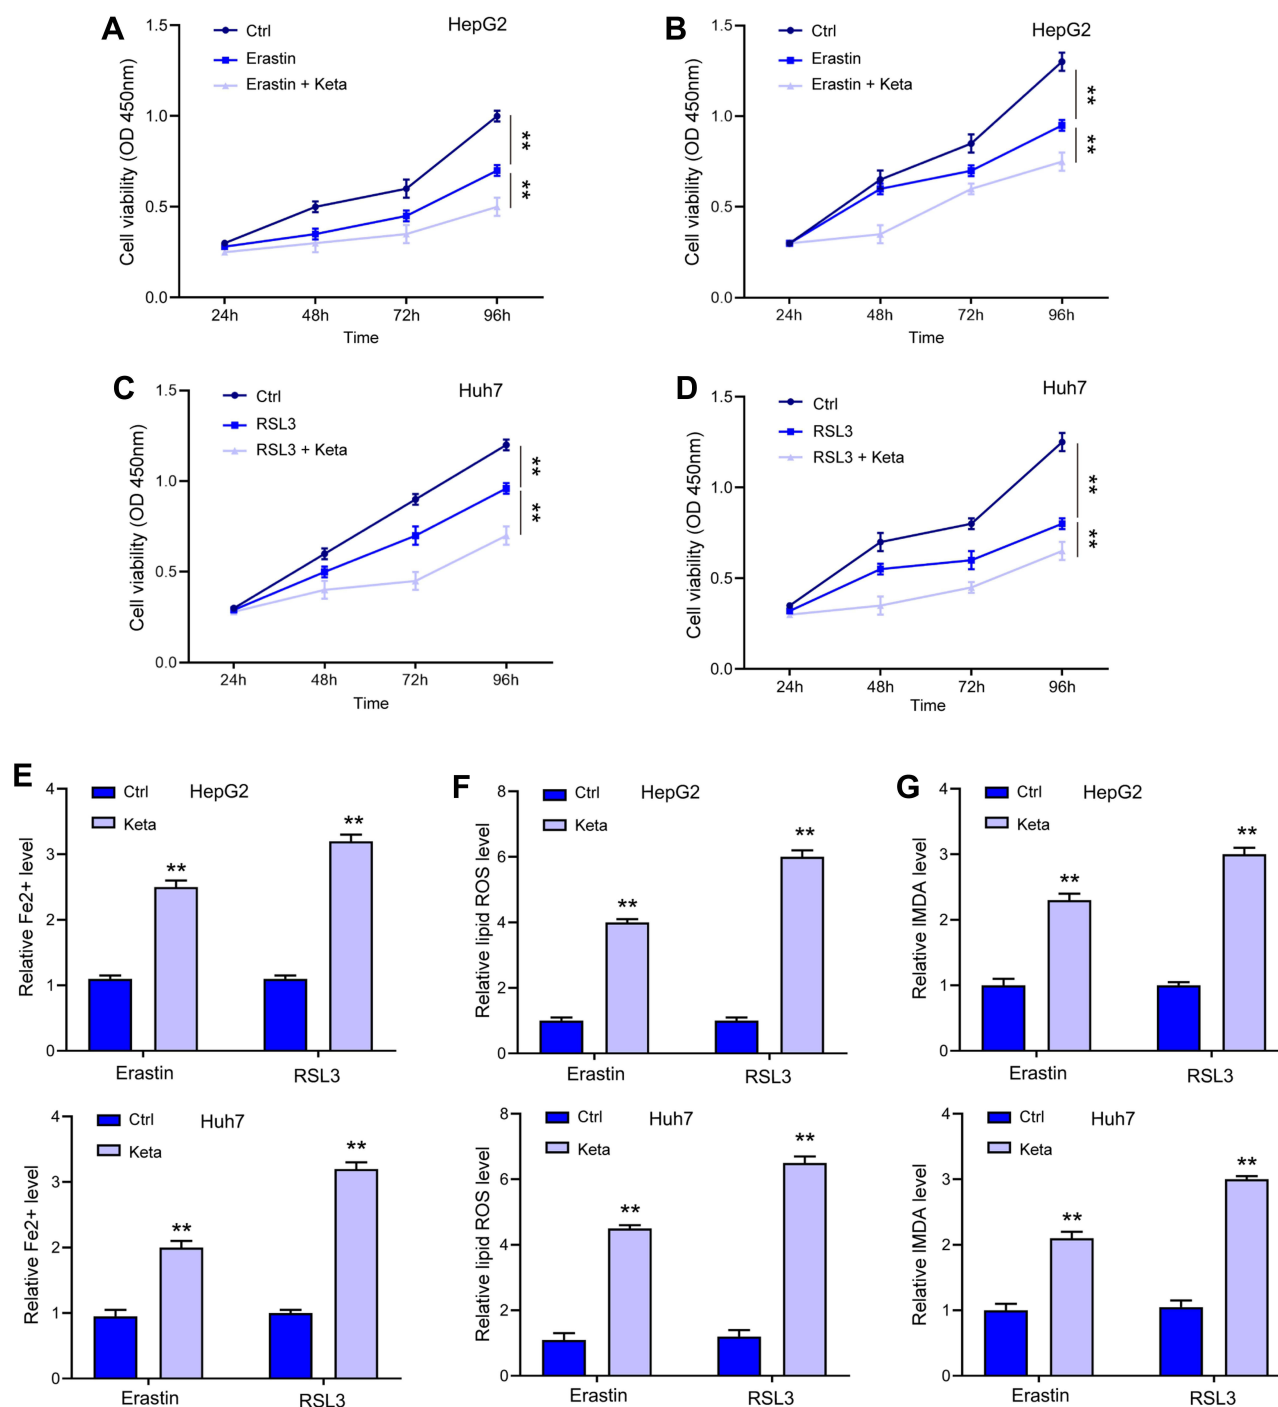 A
HepG2
Ctrl
Erastin
Erastin + Keta
Cell viability (OD 450nm)
1.5
1.0
0.5
0.0
24h 48h 72h 96h
Time
**
**
B
HepG2
Ctrl
Erastin
Erastin + Keta
Cell viability (OD 450nm)
1.5
1.0
0.5
0.0
24h 48h 72h 96h
Time
**
**
C
Huh7
Ctrl
RSL3
RSL3 + Keta
Cell viability (OD 450nm)
1.5
1.0
0.5
0.0
24h 48h 72h 96h
Time
**
**
D
Huh7
Ctrl
RSL3
RSL3 + Keta
Cell viability (OD 450nm)
1.5
1.0
0.5
0.0
24h 48h 72h 96h
Time
**
**
E
HepG2
Ctrl
Keta
Relative Fe2+ level
4
3
2
1
0
**
**
Erastin RSL3
F
HepG2
Ctrl
Keta
Relative lipid ROS level
8
6
4
2
0
**
**
Erastin RSL3
G
HepG2
Ctrl
Keta
Relative lMDA level
4
3
2
1
0
**
**
Erastin RSL3
Huh7
Ctrl
Keta
Relative Fe2+ level
4
3
2
1
0
**
**
Erastin RSL3
Huh7
Ctrl
Keta
Relative lipid ROS level
8
6
4
2
0
**
**
Erastin RSL3
Huh7
Ctrl
Keta
Relative lMDA level
4
3
2
1
0
**
**
Erastin RSL3